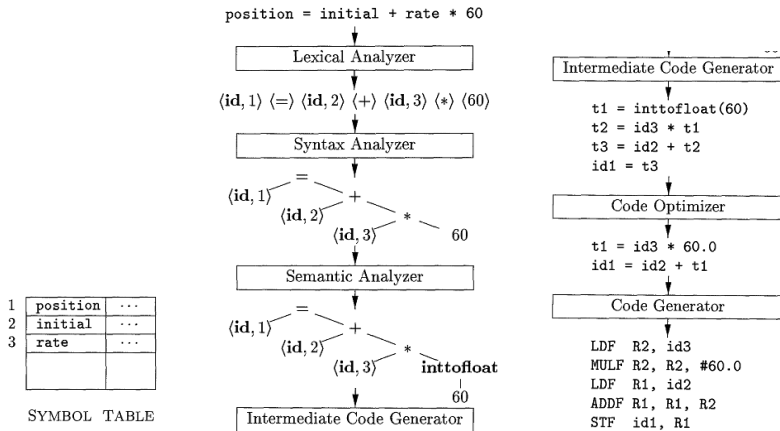 position = initial + rate * 60
Lexical Analyzer
⟨id, 1⟩ ⟨=⟩ ⟨id, 2⟩ ⟨+⟩ ⟨id, 3⟩ ⟨*⟩ ⟨60⟩
Syntax Analyzer
=
⟨id, 1⟩
+
⟨id, 2⟩
*
⟨id, 3⟩
60
Semantic Analyzer
=
⟨id, 1⟩
+
⟨id, 2⟩
*
⟨id, 3⟩
inttofloat
60
Intermediate Code Generator
1 position ...
2 initial ...
3 rate ...
SYMBOL TABLE
Intermediate Code Generator
t1 = inttofloat(60)
t2 = id3 * t1
t3 = id2 + t2
id1 = t3
Code Optimizer
t1 = id3 * 60.0
id1 = id2 + t1
Code Generator
LDF R2, id3
MULF R2, R2, #60.0
LDF R1, id2
ADDF R1, R1, R2
STF id1, R1